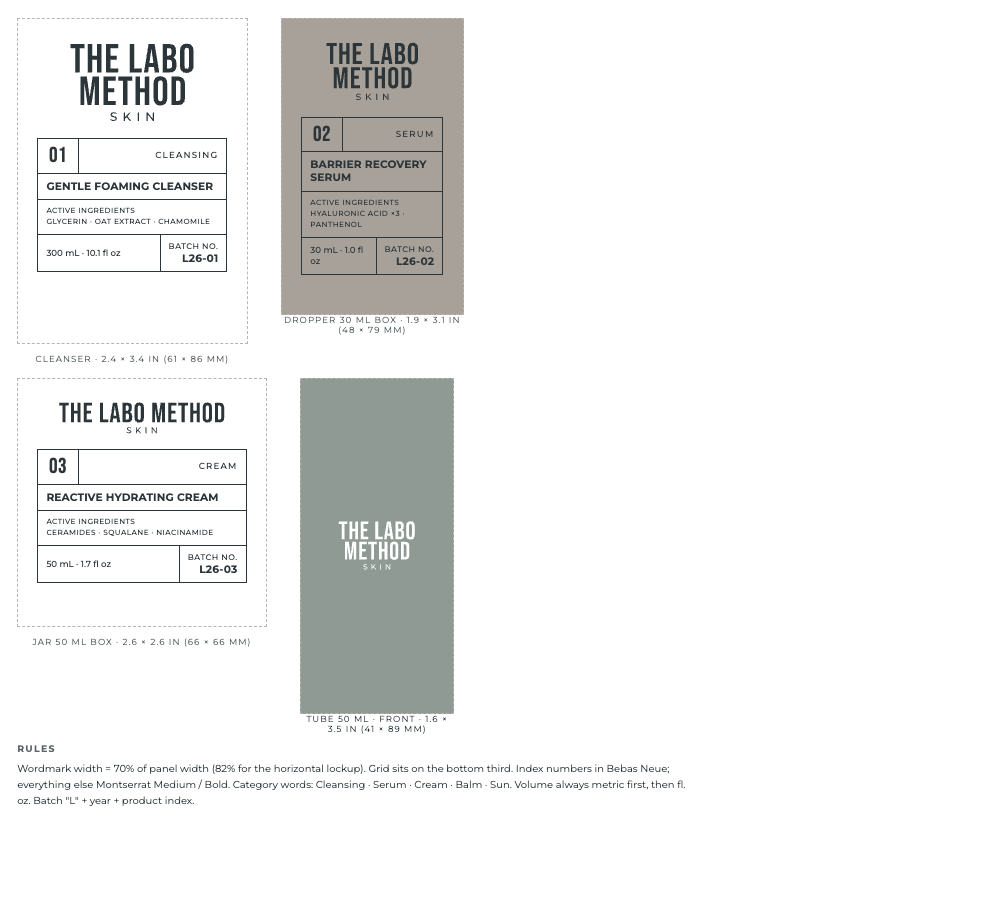 THE LABO
METHOD
SKIN
01
CLEANSING
GENTLE FOAMING CLEANSER
ACTIVE INGREDIENTS
GLYCERIN · OAT EXTRACT · CHAMOMILE
300 mL · 10.1 fl oz
BATCH NO.
L26-01
CLEANSER · 2.4 × 3.4 IN (61 × 86 MM)
THE LABO
METHOD
SKIN
02
SERUM
BARRIER RECOVERY
SERUM
ACTIVE INGREDIENTS
HYALURONIC ACID ×3 ·
PANTHENOL
30 mL · 1.0 fl
oz
BATCH NO.
L26-02
DROPPER 30 ML BOX · 1.9 × 3.1 IN
(48 × 79 MM)
THE LABO METHOD
SKIN
03
CREAM
REACTIVE HYDRATING CREAM
ACTIVE INGREDIENTS
CERAMIDES · SQUALANE · NIACINAMIDE
50 mL · 1.7 fl oz
BATCH NO.
L26-03
JAR 50 ML BOX · 2.6 × 2.6 IN (66 × 66 MM)
THE LABO
METHOD
SKIN
TUBE 50 ML · FRONT · 1.6 ×
3.5 IN (41 × 89 MM)
RULES
Wordmark width = 70% of panel width (82% for the horizontal lockup). Grid sits on the bottom third. Index numbers in Bebas Neue;
everything else Montserrat Medium / Bold. Category words: Cleansing · Serum · Cream · Balm · Sun. Volume always metric first, then fl.
oz. Batch "L" + year + product index.